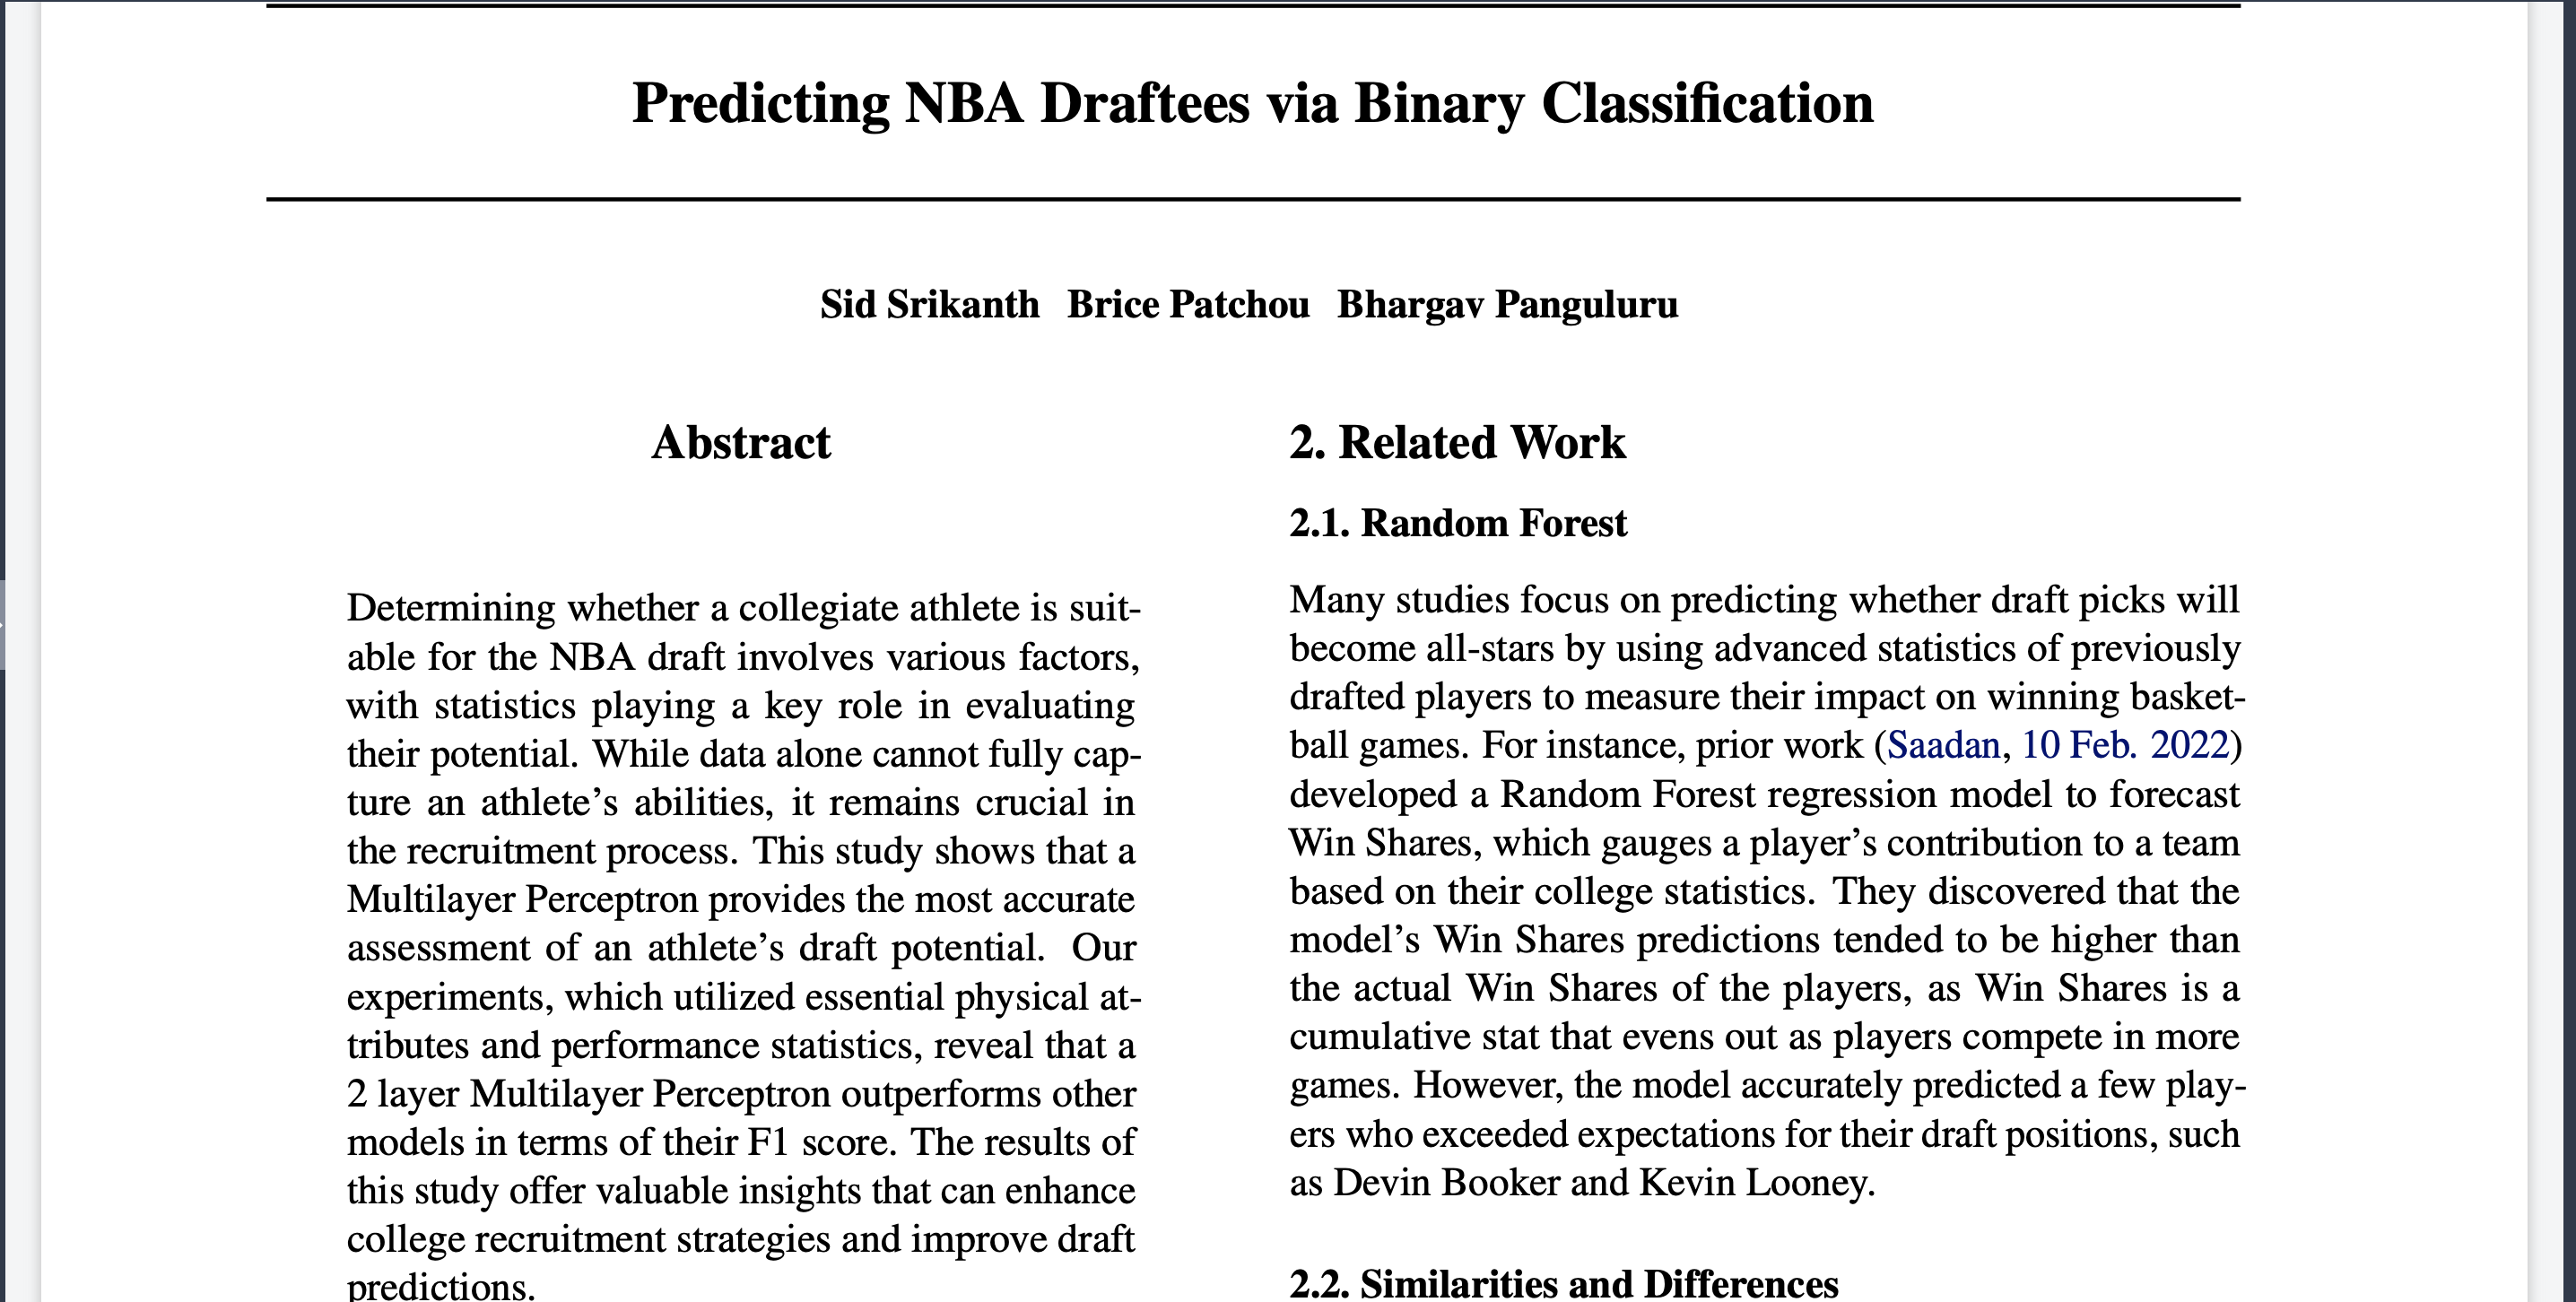 Predicting NBA Draftees via Binary Classification
Sid Srikanth Brice Patchou Bhargav Panguluru
Abstract
Determining whether a collegiate athlete is suit-
able for the NBA draft involves various factors,
with statistics playing a key role in evaluating
their potential. While data alone cannot fully cap-
ture an athlete's abilities, it remains crucial in
the recruitment process. This study shows that a
Multilayer Perceptron provides the most accurate
assessment of an athlete's draft potential. Our
experiments, which utilized essential physical at-
tributes and performance statistics, reveal that a
2 layer Multilayer Perceptron outperforms other
models in terms of their F1 score. The results of
this study offer valuable insights that can enhance
college recruitment strategies and improve draft
predictions.
2. Related Work
2.1. Random Forest
Many studies focus on predicting whether draft picks will
become all-stars by using advanced statistics of previously
drafted players to measure their impact on winning basket-
ball games. For instance, prior work (Saadan, 10 Feb. 2022)
developed a Random Forest regression model to forecast
Win Shares, which gauges a player's contribution to a team
based on their college statistics. They discovered that the
model's Win Shares predictions tended to be higher than
the actual Win Shares of the players, as Win Shares is a
cumulative stat that evens out as players compete in more
games. However, the model accurately predicted a few play-
ers who exceeded expectations for their draft positions, such
as Devin Booker and Kevin Looney.
2.2. Similarities and Differences